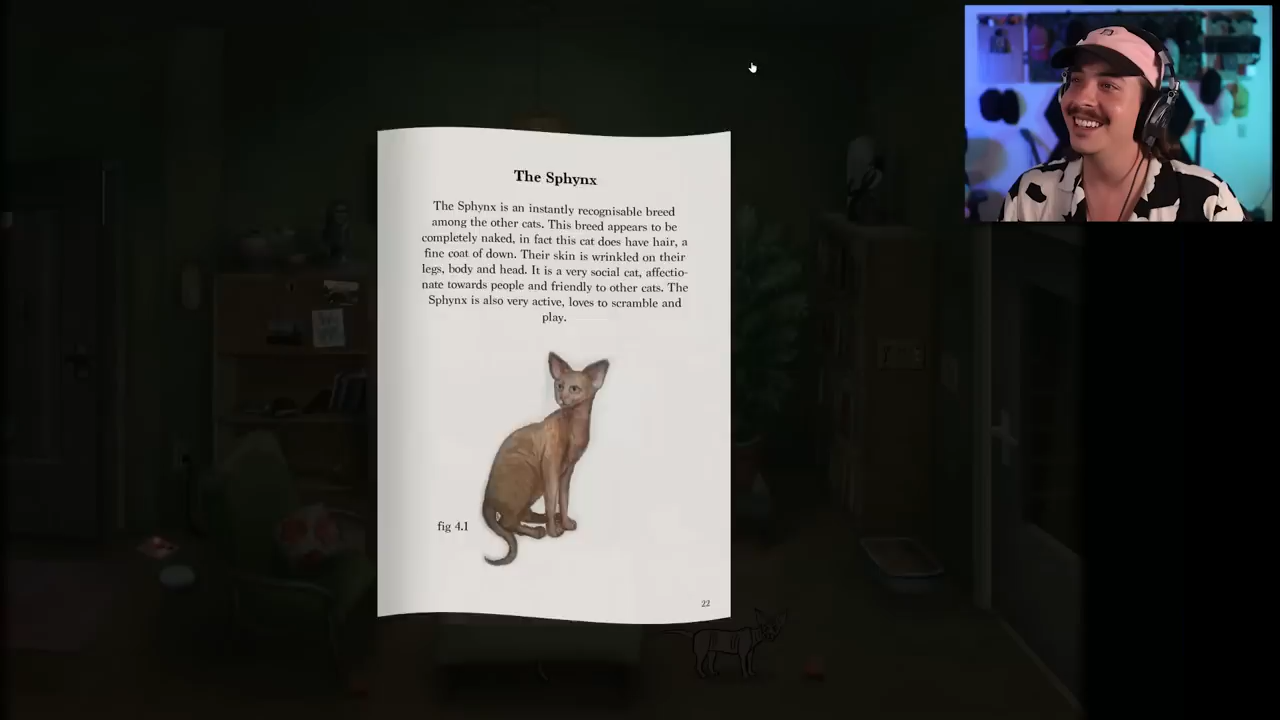 The Sphynx
The Sphynx is an instantly recognisable breed
among the other cats. This breed appears to be
completely naked, in fact this cat does have hair, a
fine coat of down. Their skin is wrinkled on their
legs, body and head. It is a very social cat, affectio-
nate towards people and friendly to other cats. The
Sphynx is also very active, loves to scramble and
play.
fig 4.1
22